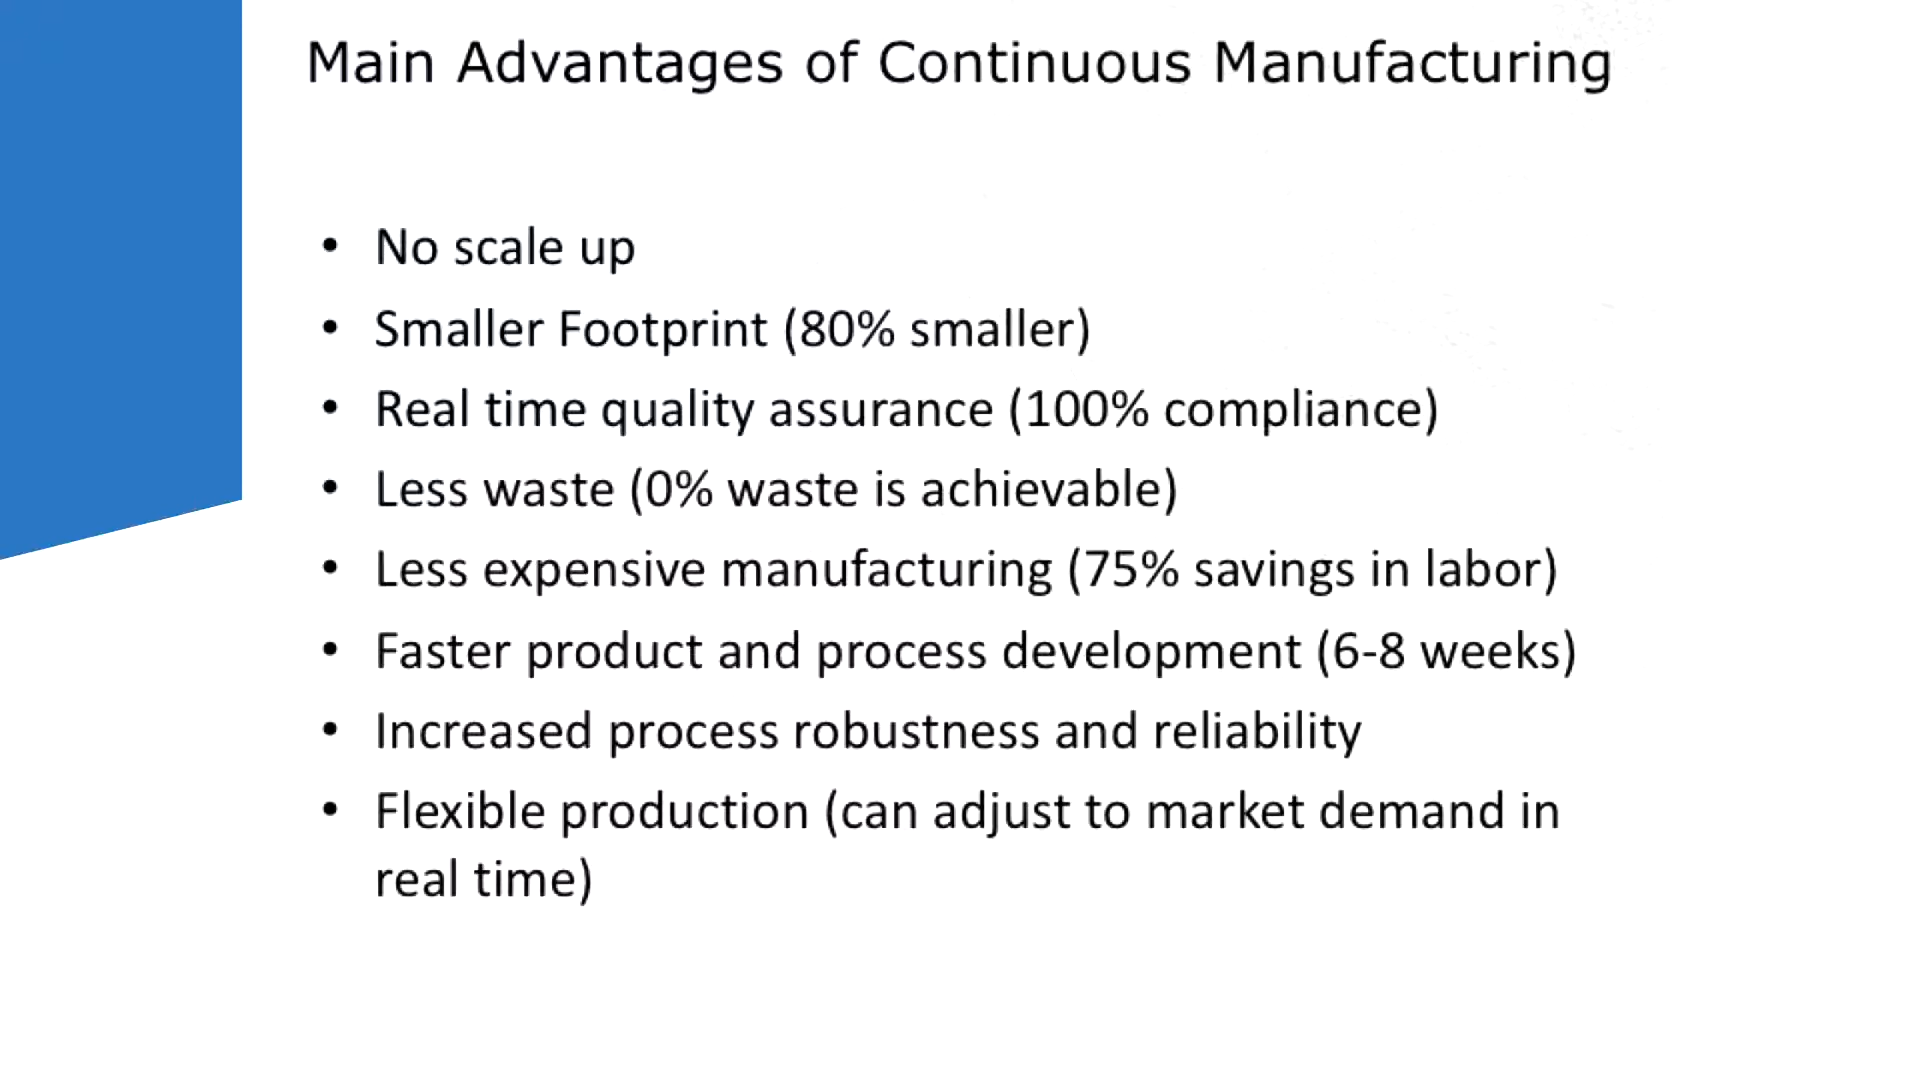 Main Advantages of Continuous Manufacturing
• No scale up
• Smaller Footprint (80% smaller)
• Real time quality assurance (100% compliance)
• Less waste (0% waste is achievable)
• Less expensive manufacturing (75% savings in labor)
• Faster product and process development (6-8 weeks)
• Increased process robustness and reliability
• Flexible production (can adjust to market demand in
real time)